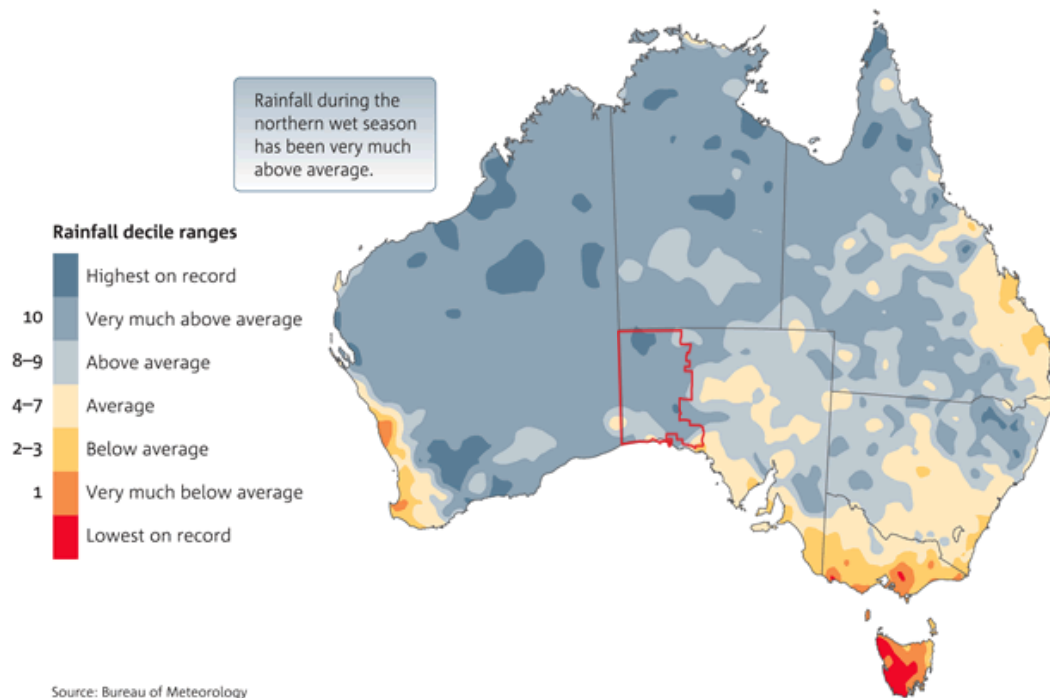 Rainfall during the
northern wet season
has been very much
above average.
Rainfall decile ranges
Highest on record
10 Very much above average
8–9 Above average
4–7 Average
2–3 Below average
1 Very much below average
Lowest on record
Source: Bureau of Meteorology